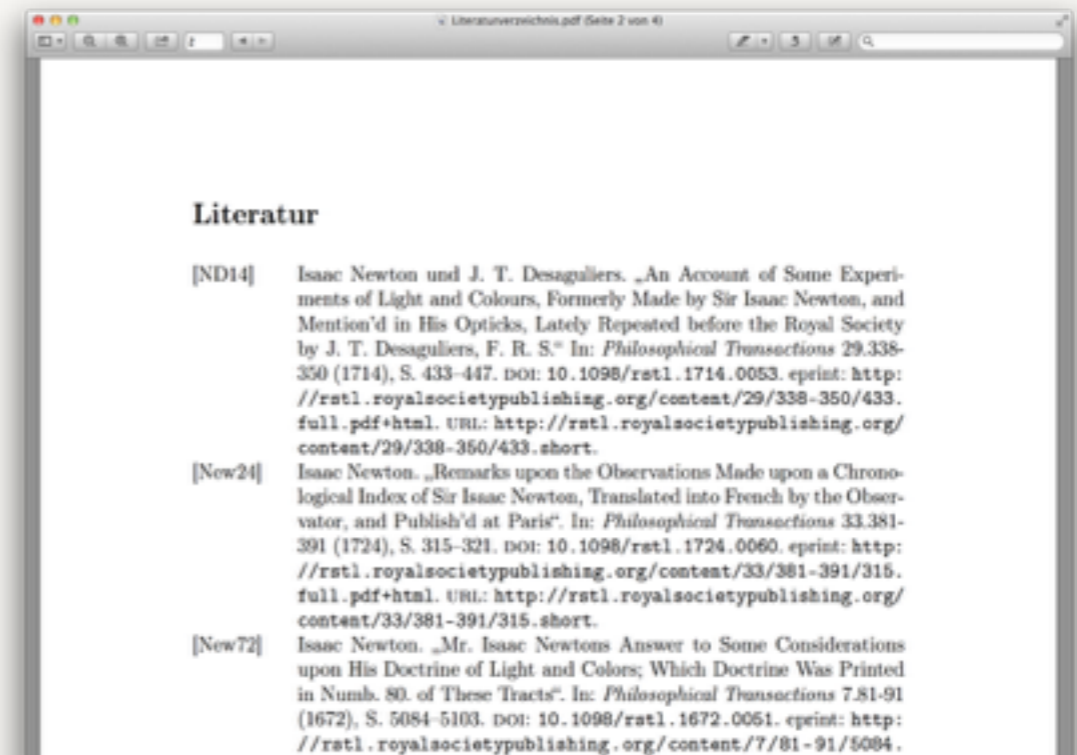 Literaturverzeichnis.pdf (Seite 2 von 4)
2
Literatur
[ND14] Isaac Newton und J. T. Desaguliers. „An Account of Some Experi-
ments of Light and Colours, Formerly Made by Sir Isaac Newton, and
Mention'd in His Opticks, Lately Repeated before the Royal Society
by J. T. Desaguliers, F. R. S.“ In: Philosophical Transactions 29.338-
350 (1714), S. 433–447. DOI: 10.1098/rstl.1714.0053. eprint: http:
//rstl.royalsocietypublishing.org/content/29/338-350/433.
full.pdf+html. URL: http://rstl.royalsocietypublishing.org/
content/29/338-350/433.short.
[New24] Isaac Newton. „Remarks upon the Observations Made upon a Chrono-
logical Index of Sir Isaac Newton, Translated into French by the Obser-
vator, and Publish'd at Paris“. In: Philosophical Transactions 33.381-
391 (1724), S. 315–321. DOI: 10.1098/rstl.1724.0060. eprint: http:
//rstl.royalsocietypublishing.org/content/33/381-391/315.
full.pdf+html. URL: http://rstl.royalsocietypublishing.org/
content/33/381-391/315.short.
[New72] Isaac Newton. „Mr. Isaac Newtons Answer to Some Considerations
upon His Doctrine of Light and Colors; Which Doctrine Was Printed
in Numb. 80. of These Tracts“. In: Philosophical Transactions 7.81-91
(1672), S. 5084–5103. DOI: 10.1098/rstl.1672.0051. eprint: http:
//rstl.royalsocietypublishing.org/content/7/81-91/5084.